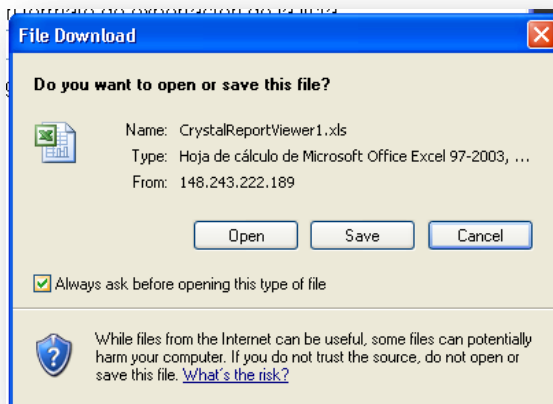 File Download
Do you want to open or save this file?
Name: CrystalReportViewer1.xls
Type: Hoja de cálculo de Microsoft Office Excel 97-2003, ...
From: 148.243.222.189
Open Save Cancel
Always ask before opening this type of file
While files from the Internet can be useful, some files can potentially
harm your computer. If you do not trust the source, do not open or
save this file. What's the risk?